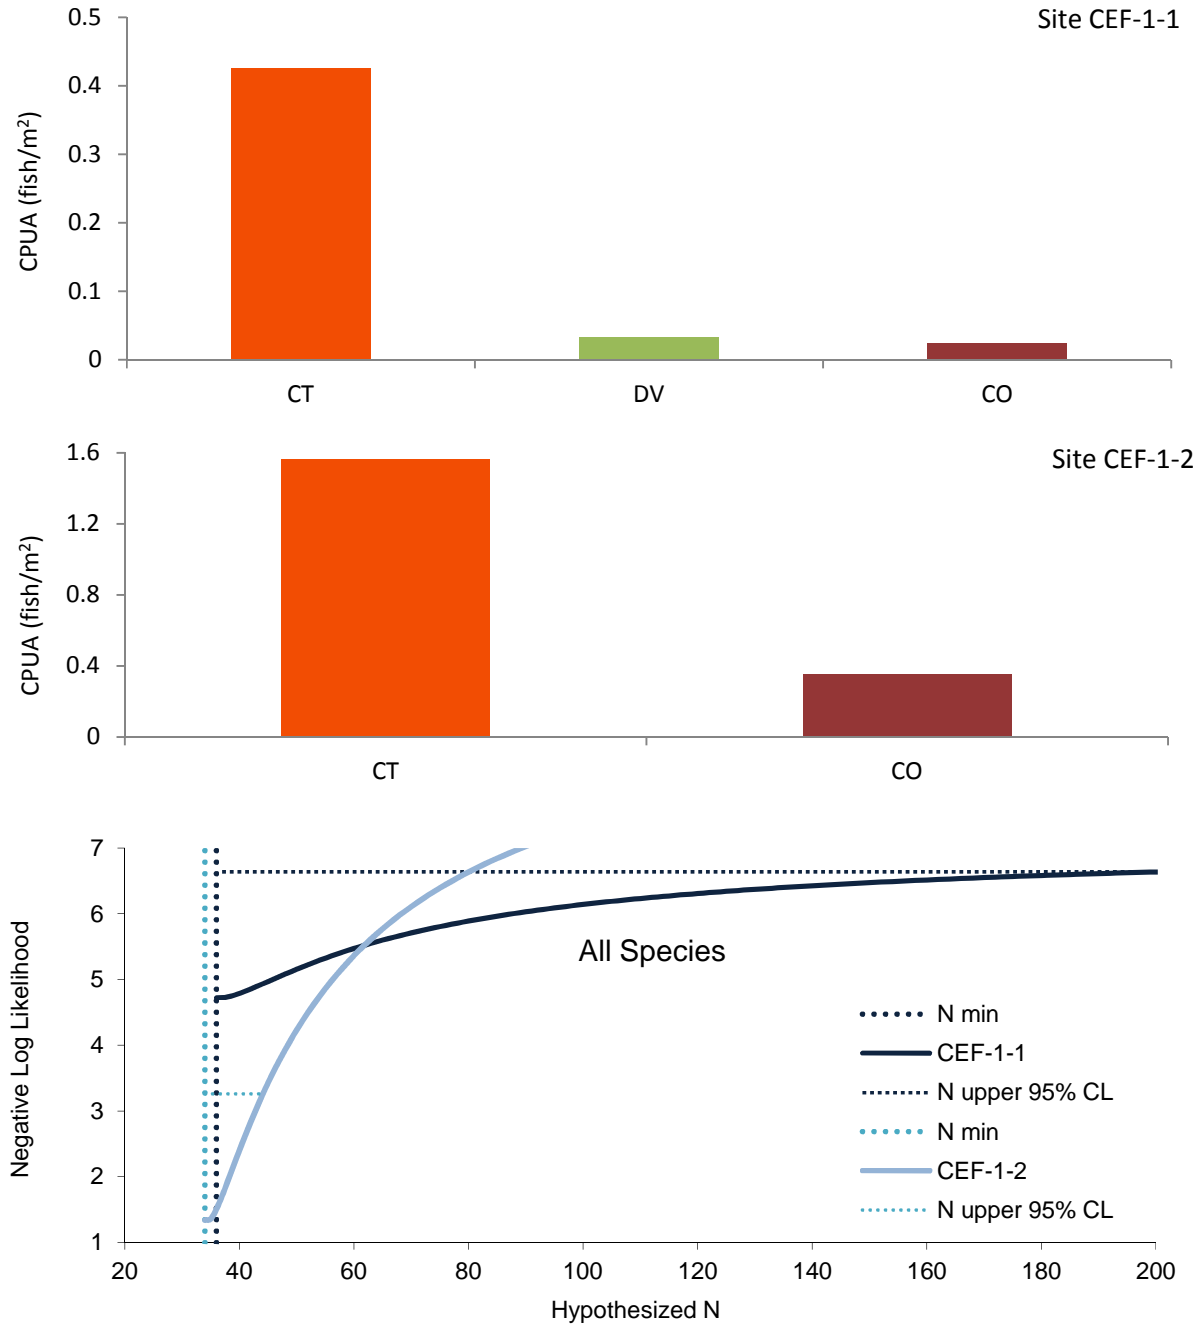 Site CEF-1-1
CPUA (fish/m²)
0.5
0.4
0.3
0.2
0.1
0
CT DV CO
Site CEF-1-2
CPUA (fish/m²)
1.6
1.2
0.8
0.4
0
CT CO
Negative Log Likelihood
7
6
5
4
3
2
1
All Species
N min
CEF-1-1
N upper 95% CL
N min
CEF-1-2
N upper 95% CL
20 40 60 80 100 120 140 160 180 200
Hypothesized N